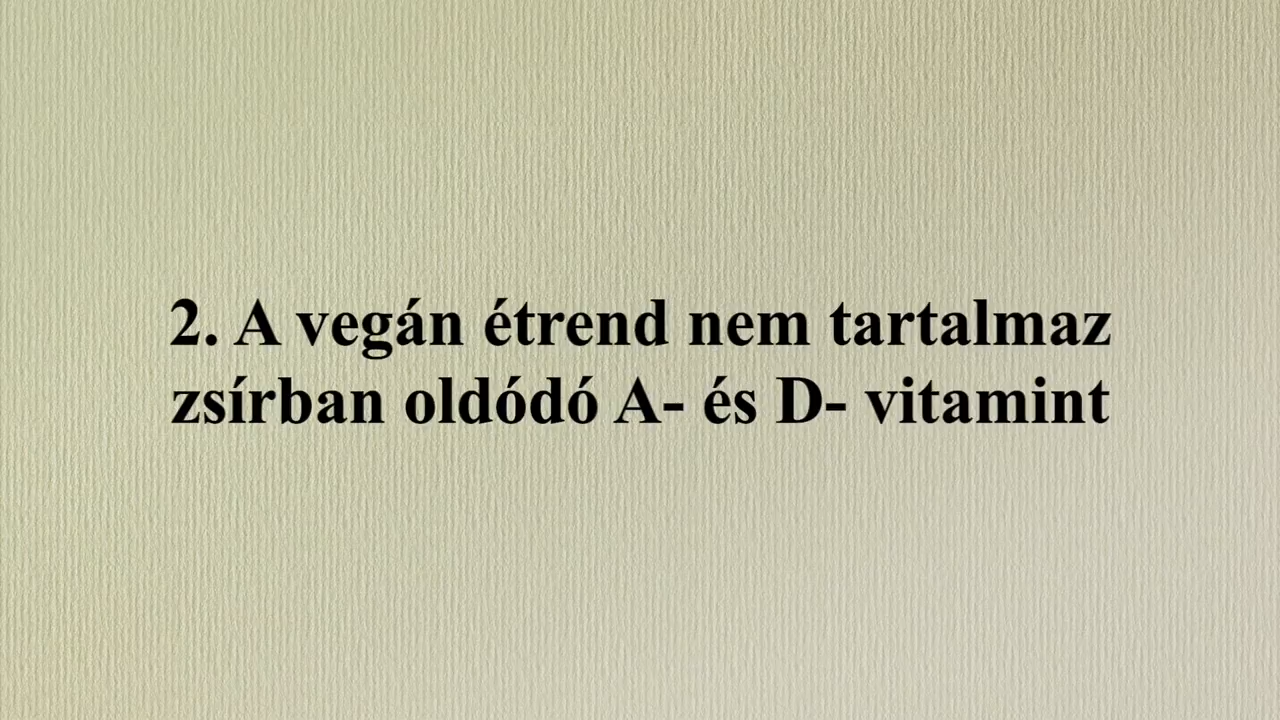 2. A vegán étrend nem tartalmaz
zsírban oldódó A- és D- vitamint